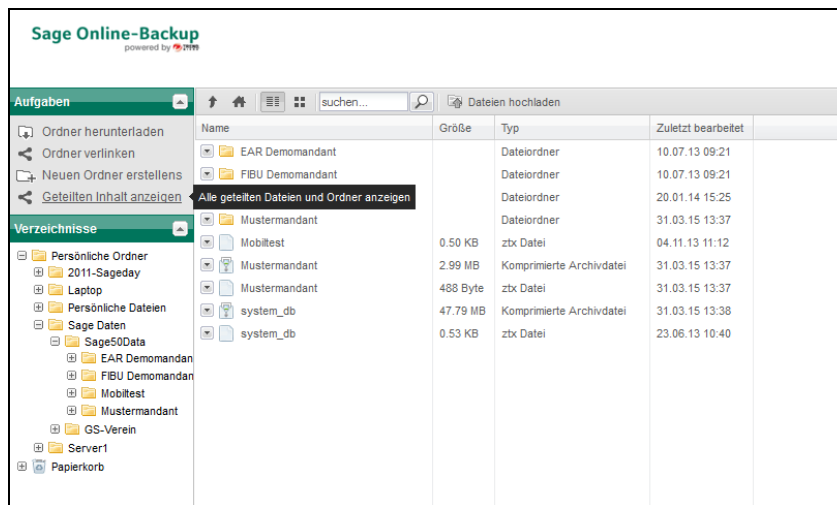 Sage Online-Backup
powered by
Aufgaben
Ordner herunterladen
Ordner verlinken
Neuen Ordner erstellens
Geteilten Inhalt anzeigen
Verzeichnisse
Persönliche Ordner
2011-Sageday
Laptop
Persönliche Dateien
Sage Daten
Sage50Data
EAR Demomandan
FIBU Demomandan
Mobiltest
Mustermandant
GS-Verein
Server1
Papierkorb
suchen... Dateien hochladen
Name Größe Typ Zuletzt bearbeitet
EAR Demomandant Dateiordner 10.07.13 09:21
FIBU Demomandant Dateiordner 10.07.13 09:21
Alle geteilten Dateien und Ordner anzeigen Dateiordner 20.01.14 15:25
Mustermandant Dateiordner 31.03.15 13:37
Mobiltest 0.50 KB ztx Datei 04.11.13 11:12
Mustermandant 2.99 MB Komprimierte Archivdatei 31.03.15 13:37
Mustermandant 488 Byte ztx Datei 31.03.15 13:37
system_db 47.79 MB Komprimierte Archivdatei 31.03.15 13:38
system_db 0.53 KB ztx Datei 23.06.13 10:40